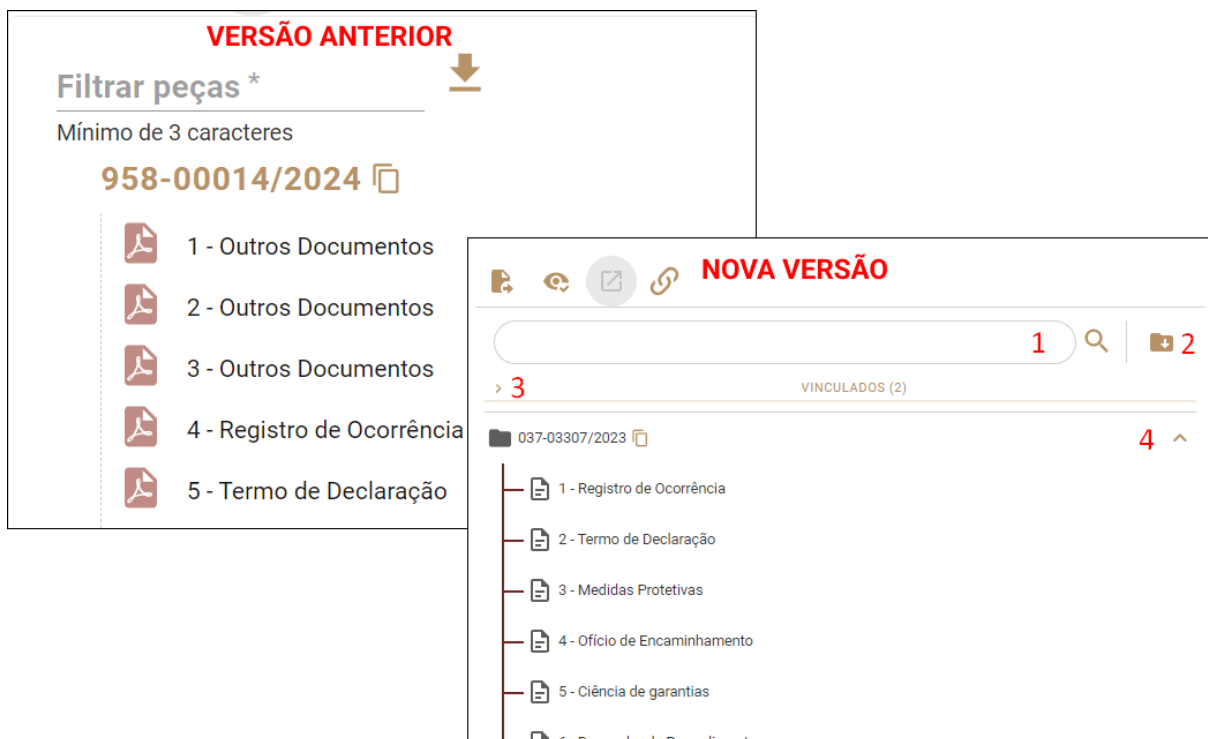 VERSÃO ANTERIOR
Filtrar peças *
Mínimo de 3 caracteres
958-00014/2024
1 - Outros Documentos
2 - Outros Documentos
3 - Outros Documentos
4 - Registro de Ocorrência
5 - Termo de Declaração
NOVA VERSÃO
1
2
3
VINCULADOS (2)
037-03307/2023
4
1 - Registro de Ocorrência
2 - Termo de Declaração
3 - Medidas Protetivas
4 - Ofício de Encaminhamento
5 - Ciência de garantias